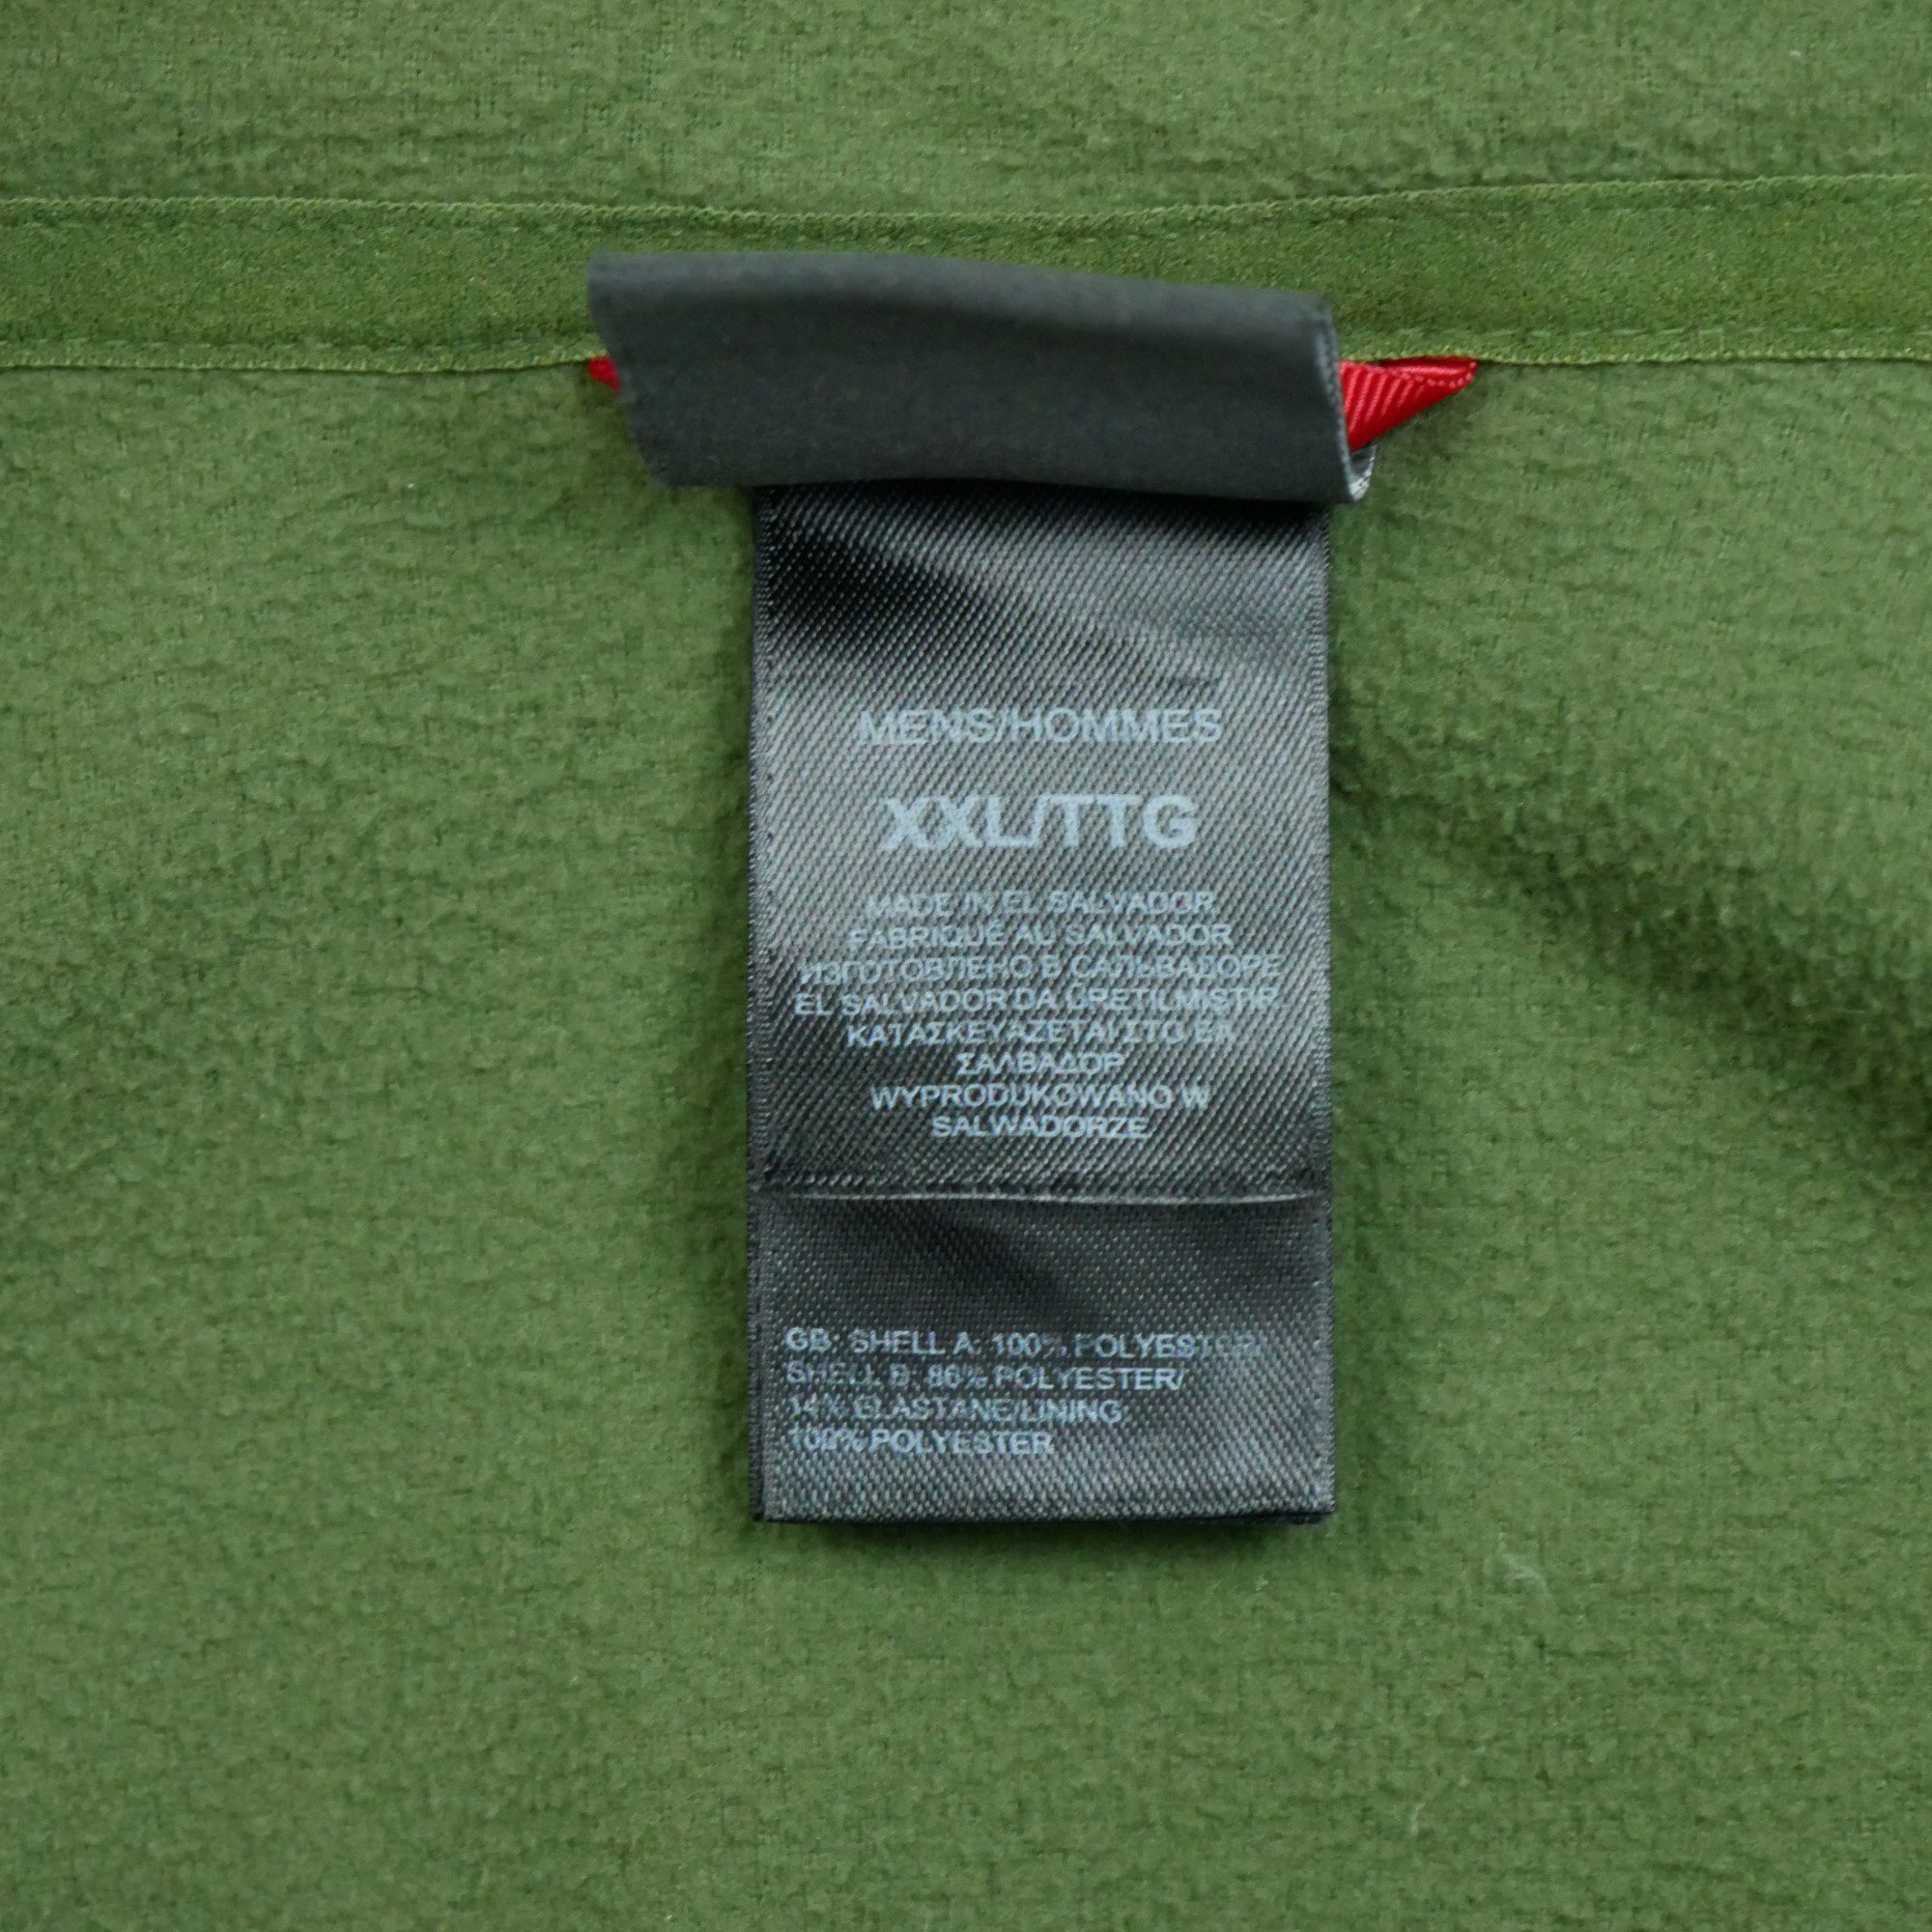 MENS/HOMMES
XXL/TTG
MADE IN EL SALVADOR
FABRIQUÉ AU SALVADOR
ИЗГОТОВЛЕНО В САЛЬВАДОРЕ
EL SALVADOR'DA ÜRETILMISTIR
ΚΑΤΑΣΚΕΥΑΖΕΤΑΙ ΣΤΟ ΕΛ
ΣΑΛΒΑΔΟΡ
WYPRODUKOWANO W
SALWADORZE
GB: SHELL A: 100% POLYESTER/
SHELL B: 86% POLYESTER/
14% ELASTANE/LINING
100% POLYESTER